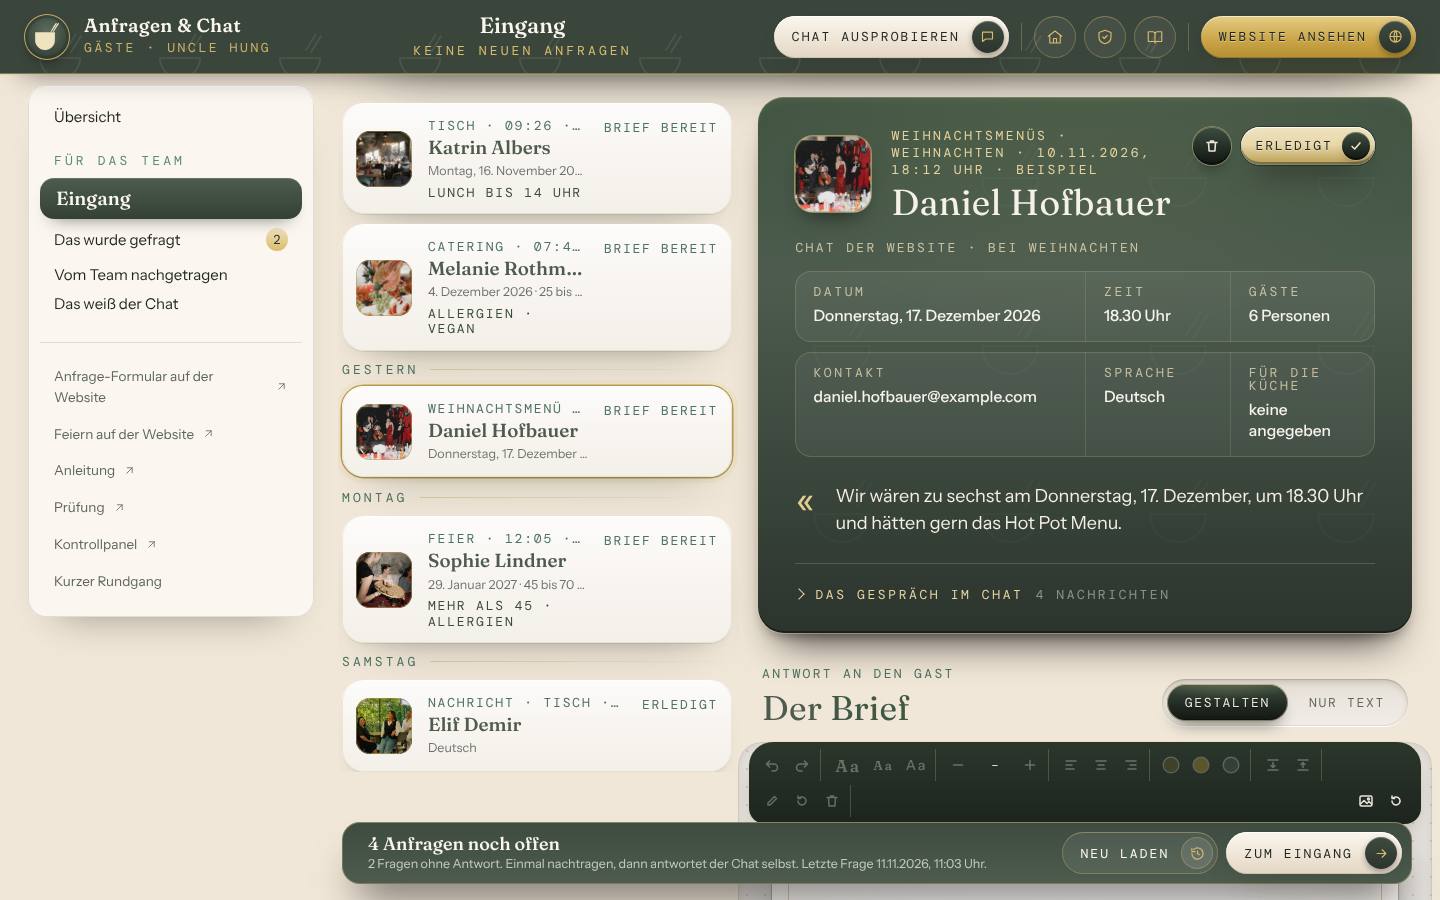 Anfragen & Chat
GÄSTE · UNCLE HUNG
Eingang
KEINE NEUEN ANFRAGEN
CHAT AUSPROBIEREN
WEBSITE ANSEHEN
Übersicht
FÜR DAS TEAM
Eingang
Das wurde gefragt 2
Vom Team nachgetragen
Das weiß der Chat
Anfrage-Formular auf der
Website
Feiern auf der Website
Anleitung
Prüfung
Kontrollpanel
Kurzer Rundgang
TISCH · 09:26 ·… BRIEF BEREIT
Katrin Albers
Montag, 16. November 20…
LUNCH BIS 14 UHR
CATERING · 07:4… BRIEF BEREIT
Melanie Rothm…
4. Dezember 2026 · 25 bis …
ALLERGIEN ·
VEGAN
GESTERN
WEIHNACHTSMENÜ … BRIEF BEREIT
Daniel Hofbauer
Donnerstag, 17. Dezember …
MONTAG
FEIER · 12:05 ·… BRIEF BEREIT
Sophie Lindner
29. Januar 2027 · 45 bis 70 …
MEHR ALS 45 ·
ALLERGIEN
SAMSTAG
NACHRICHT · TISCH ·… ERLEDIGT
Elif Demir
Deutsch
WEIHNACHTSMENÜS ·
WEIHNACHTEN · 10.11.2026,
18:12 UHR · BEISPIEL
Daniel Hofbauer
ERLEDIGT
CHAT DER WEBSITE · BEI WEIHNACHTEN
DATUM ZEIT GÄSTE
Donnerstag, 17. Dezember 2026 18.30 Uhr 6 Personen
KONTAKT SPRACHE FÜR DIE
KÜCHE
daniel.hofbauer@example.com Deutsch keine
angegeben
« Wir wären zu sechst am Donnerstag, 17. Dezember, um 18.30 Uhr
und hätten gern das Hot Pot Menu.
DAS GESPRÄCH IM CHAT 4 NACHRICHTEN
ANTWORT AN DEN GAST
Der Brief
GESTALTEN NUR TEXT
Aa Aa Aa
4 Anfragen noch offen
2 Fragen ohne Antwort. Einmal nachtragen, dann antwortet der Chat selbst. Letzte Frage 11.11.2026, 11:03 Uhr.
NEU LADEN
ZUM EINGANG